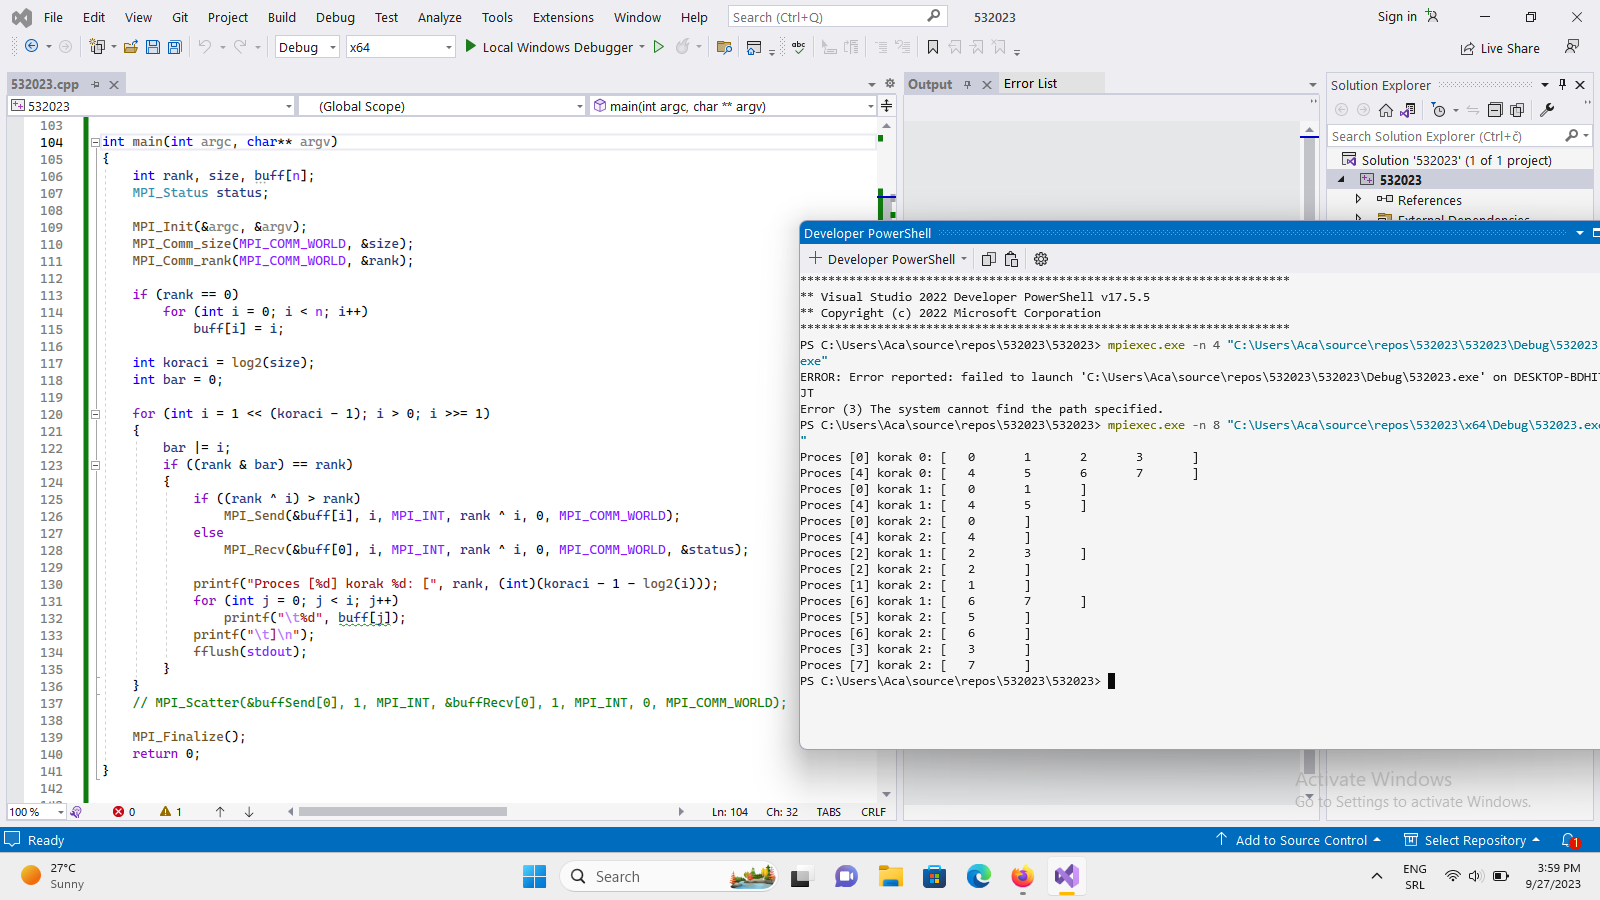 File Edit View Git Project Build Debug Test Analyze Tools Extensions Window Help Search (Ctrl+Q) 532023 Sign in
Debug x64 Local Windows Debugger abc Live Share
532023.cpp
532023 (Global Scope) main(int argc, char ** argv)
103
104 int main(int argc, char** argv)
105 {
106 int rank, size, buff[n];
107 MPI_Status status;
108
109 MPI_Init(&argc, &argv);
110 MPI_Comm_size(MPI_COMM_WORLD, &size);
111 MPI_Comm_rank(MPI_COMM_WORLD, &rank);
112
113 if (rank == 0)
114 for (int i = 0; i < n; i++)
115 buff[i] = i;
116
117 int koraci = log2(size);
118 int bar = 0;
119
120 for (int i = 1 << (koraci - 1); i > 0; i >>= 1)
121 {
122 bar |= i;
123 if ((rank & bar) == rank)
124 {
125 if ((rank ^ i) > rank)
126 MPI_Send(&buff[i], i, MPI_INT, rank ^ i, 0, MPI_COMM_WORLD);
127 else
128 MPI_Recv(&buff[0], i, MPI_INT, rank ^ i, 0, MPI_COMM_WORLD, &status);
129
130 printf("Proces [%d] korak %d: [", rank, (int)(koraci - 1 - log2(i)));
131 for (int j = 0; j < i; j++)
132 printf("\t%d", buff[j]);
133 printf("\t]\n");
134 fflush(stdout);
135 }
136 }
137 // MPI_Scatter(&buffSend[0], 1, MPI_INT, &buffRecv[0], 1, MPI_INT, 0, MPI_COMM_WORLD);
138
139 MPI_Finalize();
140 return 0;
141 }
142
100 % 0 1 Ln: 104 Ch: 32 TABS CRLF
Output Error List
Solution Explorer
Search Solution Explorer (Ctrl+č)
Solution '532023' (1 of 1 project)
532023
References
External Dependencies
Developer PowerShell
Developer PowerShell
**********************************************************************
** Visual Studio 2022 Developer PowerShell v17.5.5
** Copyright (c) 2022 Microsoft Corporation
**********************************************************************
PS C:\Users\Aca\source\repos\532023\532023> mpiexec.exe -n 4 "C:\Users\Aca\source\repos\532023\532023\Debug\532023
exe"
ERROR: Error reported: failed to launch 'C:\Users\Aca\source\repos\532023\532023\Debug\532023.exe' on DESKTOP-BDHIT
JT
Error (3) The system cannot find the path specified.
PS C:\Users\Aca\source\repos\532023\532023> mpiexec.exe -n 8 "C:\Users\Aca\source\repos\532023\x64\Debug\532023.exe
"
Proces [0] korak 0: [ 0 1 2 3 ]
Proces [4] korak 0: [ 4 5 6 7 ]
Proces [0] korak 1: [ 0 1 ]
Proces [4] korak 1: [ 4 5 ]
Proces [0] korak 2: [ 0 ]
Proces [4] korak 2: [ 4 ]
Proces [2] korak 1: [ 2 3 ]
Proces [2] korak 2: [ 2 ]
Proces [1] korak 2: [ 1 ]
Proces [6] korak 1: [ 6 7 ]
Proces [5] korak 2: [ 5 ]
Proces [6] korak 2: [ 6 ]
Proces [3] korak 2: [ 3 ]
Proces [7] korak 2: [ 7 ]
PS C:\Users\Aca\source\repos\532023\532023>
Activate Windows
Go to Settings to activate Windows.
Ready Add to Source Control Select Repository 1
27°C
Sunny
Search
ENG
SRL
3:59 PM
9/27/2023